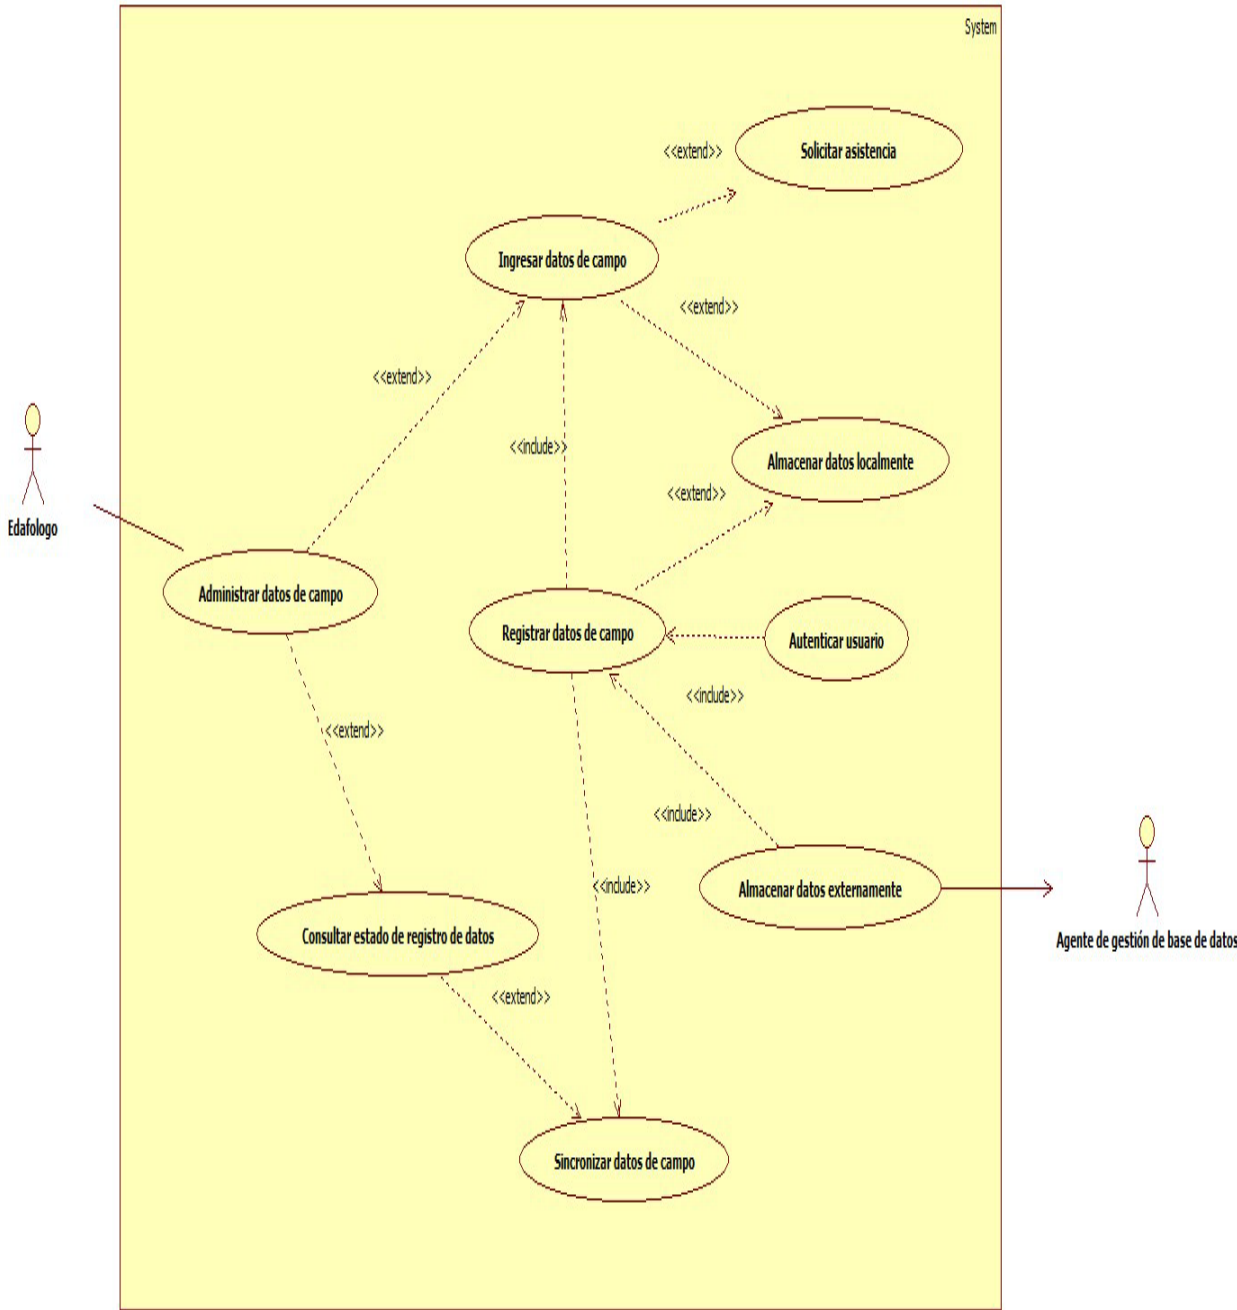 System
<<extend>>
Solicitar asistencia
Ingresar datos de campo
<<extend>>
<<extend>>
<<include>>
Almacenar datos localmente
<<extend>>
Edafologo
Administrar datos de campo
Registrar datos de campo
Autenticar usuario
<<include>>
<<extend>>
<<include>>
<<include>>
Almacenar datos externamente
Consultar estado de registro de datos
Agente de gestión de base de datos
<<extend>>
Sincronizar datos de campo